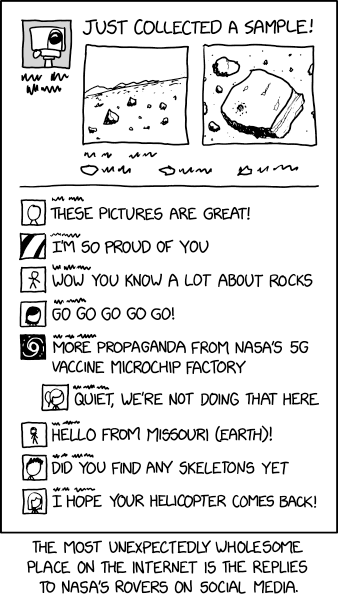 JUST COLLECTED A SAMPLE!
THESE PICTURES ARE GREAT!
I'M SO PROUD OF YOU
WOW YOU KNOW A LOT ABOUT ROCKS
GO GO GO GO GO!
MORE PROPAGANDA FROM NASA'S 5G
VACCINE MICROCHIP FACTORY
QUIET, WE'RE NOT DOING THAT HERE
HELLO FROM MISSOURI (EARTH)!
DID YOU FIND ANY SKELETONS YET
I HOPE YOUR HELICOPTER COMES BACK!
THE MOST UNEXPECTEDLY WHOLESOME
PLACE ON THE INTERNET IS THE REPLIES
TO NASA'S ROVERS ON SOCIAL MEDIA.